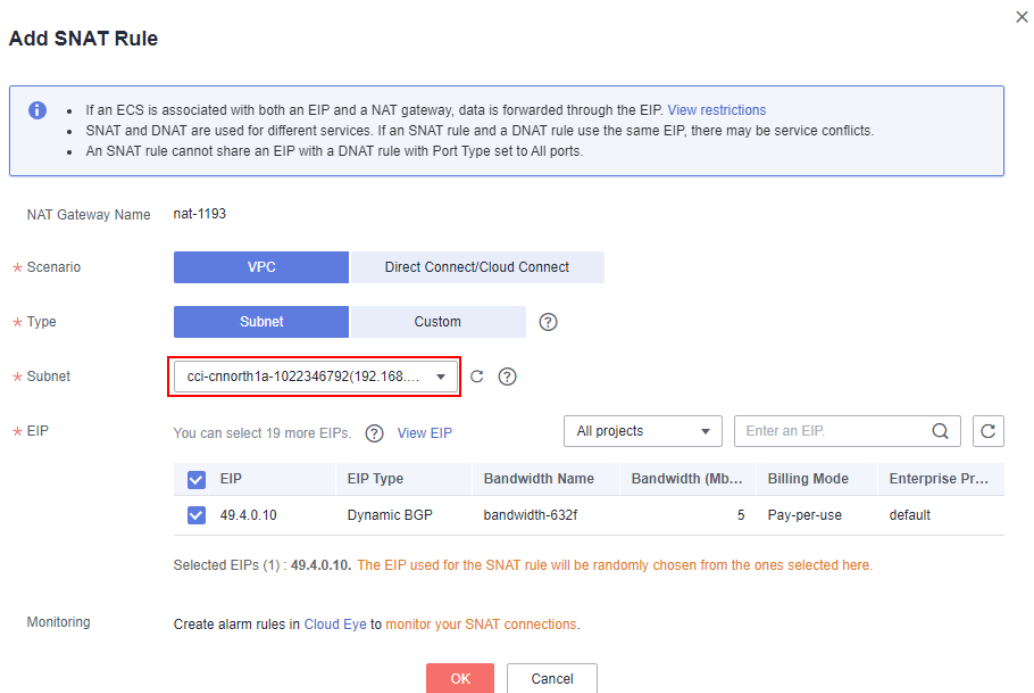 Add SNAT Rule
If an ECS is associated with both an EIP and a NAT gateway, data is forwarded through the EIP. View restrictions
SNAT and DNAT are used for different services. If an SNAT rule and a DNAT rule use the same EIP, there may be service conflicts.
An SNAT rule cannot share an EIP with a DNAT rule with Port Type set to All ports.
NAT Gateway Name nat-1193
* Scenario VPC Direct Connect/Cloud Connect
* Type Subnet Custom
* Subnet cci-cnnorth1a-1022346792(192.168....
* EIP You can select 19 more EIPs. View EIP All projects Enter an EIP.
EIP EIP Type Bandwidth Name Bandwidth (Mb... Billing Mode Enterprise Pr...
49.4.0.10 Dynamic BGP bandwidth-632f 5 Pay-per-use default
Selected EIPs (1) : 49.4.0.10. The EIP used for the SNAT rule will be randomly chosen from the ones selected here.
Monitoring Create alarm rules in Cloud Eye to monitor your SNAT connections.
OK Cancel